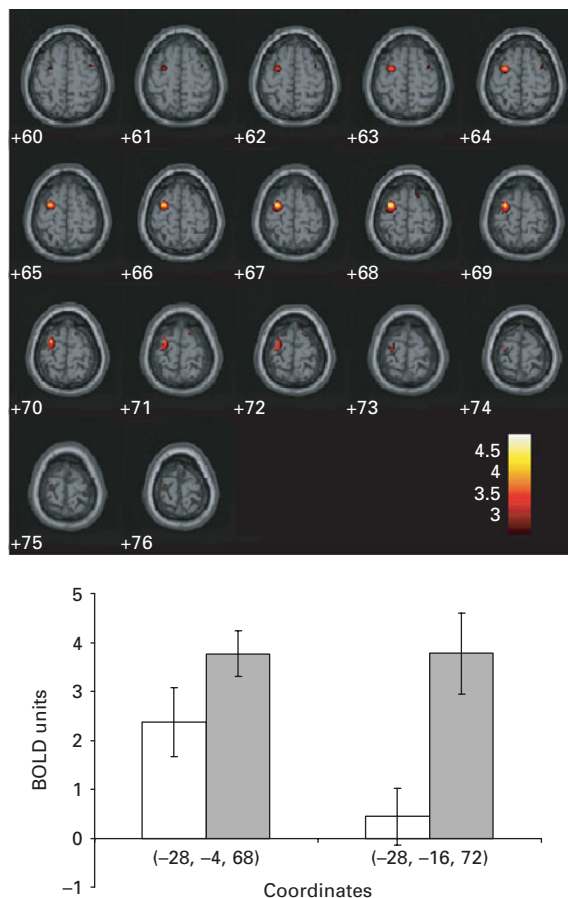 +60 +61 +62 +63 +64
+65 +66 +67 +68 +69
+70 +71 +72 +73 +74
4.5
4
3.5
3
+75 +76
5
4
3
2
1
0
−1
BOLD units
(−28, −4, 68) (−28, −16, 72)
Coordinates